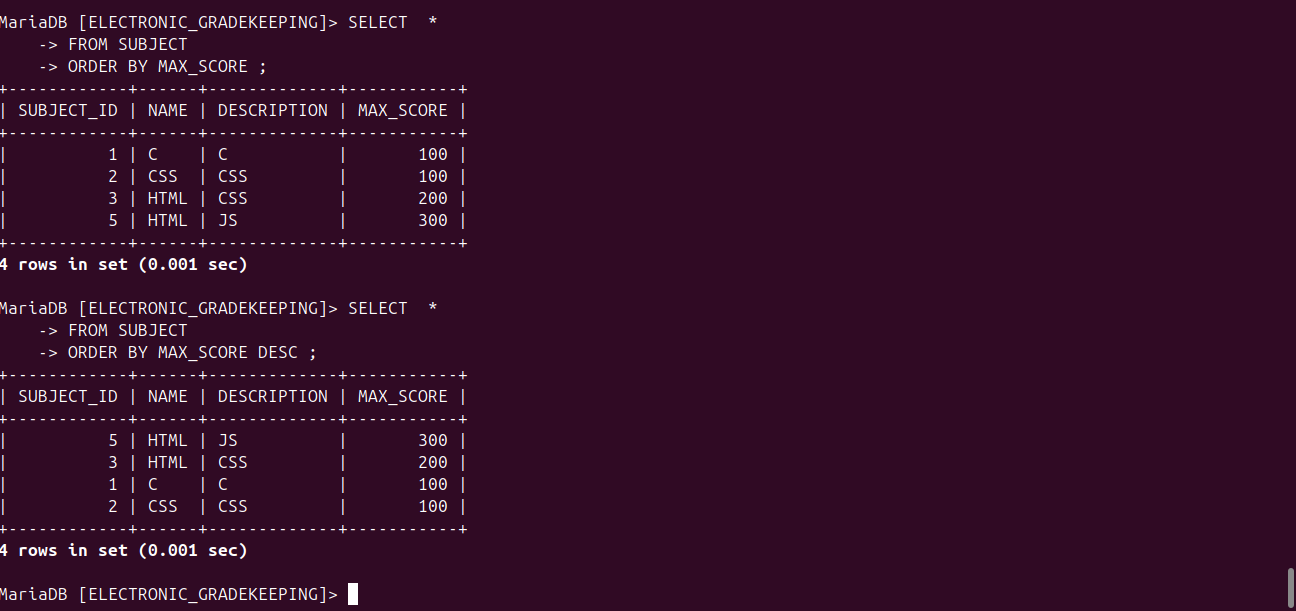 MariaDB [ELECTRONIC_GRADEKEEPING]> SELECT  *
    -> FROM SUBJECT
    -> ORDER BY MAX_SCORE ;
+------------+------+-------------+-----------+
| SUBJECT_ID | NAME | DESCRIPTION | MAX_SCORE |
+------------+------+-------------+-----------+
|          1 | C    | C           |       100 |
|          2 | CSS  | CSS         |       100 |
|          3 | HTML | CSS         |       200 |
|          5 | HTML | JS          |       300 |
+------------+------+-------------+-----------+
4 rows in set (0.001 sec)

MariaDB [ELECTRONIC_GRADEKEEPING]> SELECT  *
    -> FROM SUBJECT
    -> ORDER BY MAX_SCORE DESC ;
+------------+------+-------------+-----------+
| SUBJECT_ID | NAME | DESCRIPTION | MAX_SCORE |
+------------+------+-------------+-----------+
|          5 | HTML | JS          |       300 |
|          3 | HTML | CSS         |       200 |
|          1 | C    | C           |       100 |
|          2 | CSS  | CSS         |       100 |
+------------+------+-------------+-----------+
4 rows in set (0.001 sec)

MariaDB [ELECTRONIC_GRADEKEEPING]>